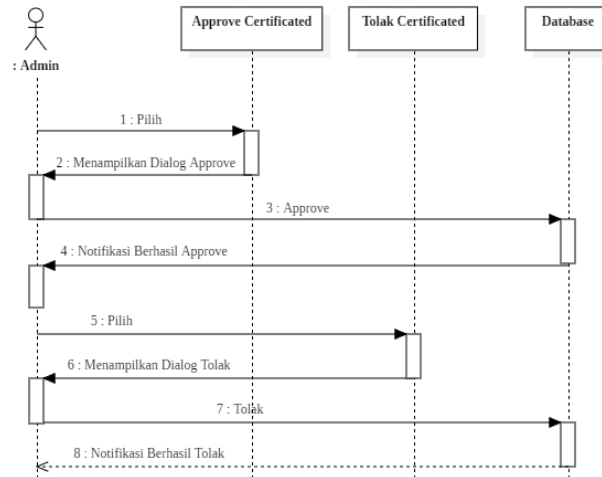 Approve Certificated
Tolak Certificated
Database
: Admin
1 : Pilih
2 : Menampilkan Dialog Approve
3 : Approve
4 : Notifikasi Berhasil Approve
5 : Pilih
6 : Menampilkan Dialog Tolak
7 : Tolak
8 : Notifikasi Berhasil Tolak